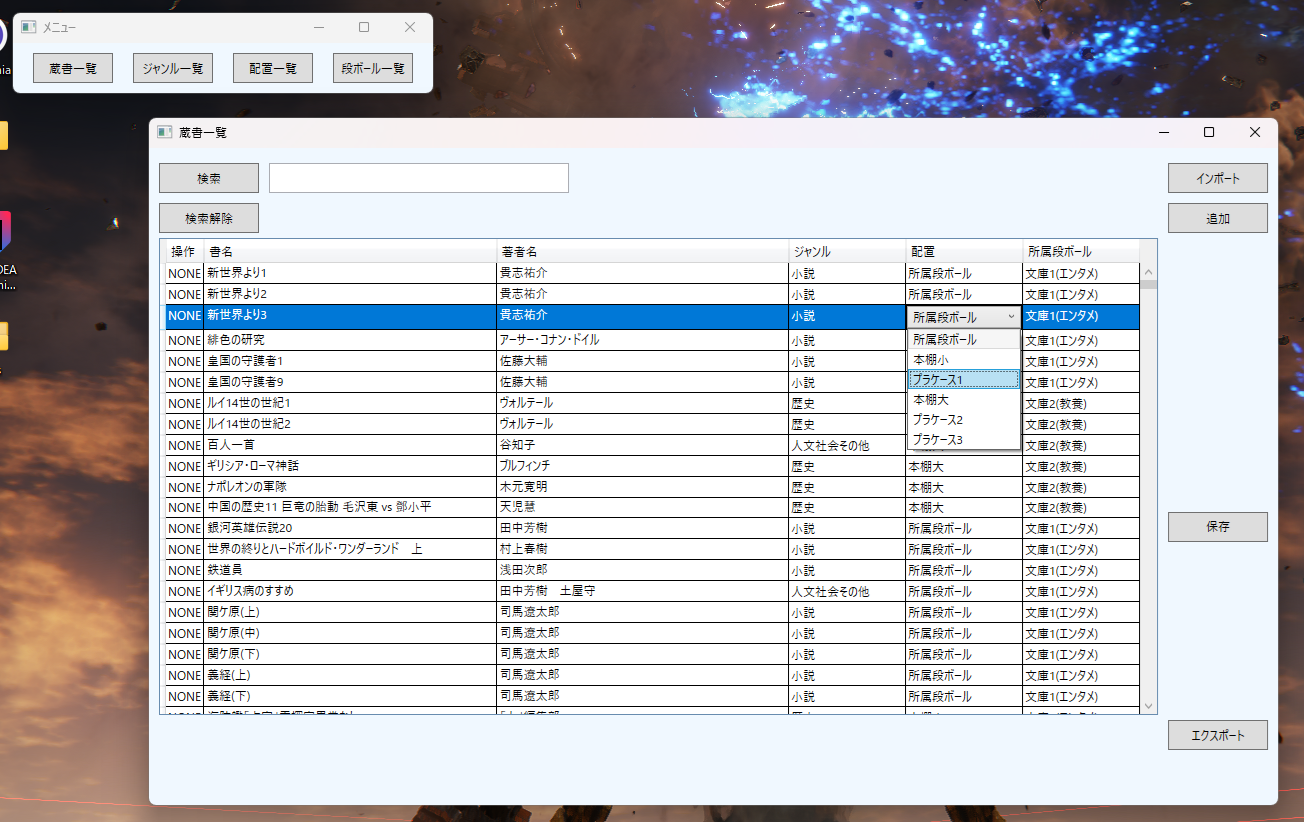 メニュー
蔵書一覧 ジャンル一覧 配置一覧 段ボール一覧
蔵書一覧
検索 インポート
検索解除 追加
操作 書名 著者名 ジャンル 配置 所属段ボール
NONE 新世界より1 貴志祐介 小説 所属段ボール 文庫1(エンタメ)
NONE 新世界より2 貴志祐介 小説 所属段ボール 文庫1(エンタメ)
NONE 新世界より3 貴志祐介 小説 所属段ボール 文庫1(エンタメ)
NONE 緋色の研究 アーサー・コナン・ドイル 小説 所属段ボール 文庫1(エンタメ)
NONE 皇国の守護者1 佐藤大輔 小説 本棚小 文庫1(エンタメ)
NONE 皇国の守護者9 佐藤大輔 小説 プラケース1 文庫1(エンタメ)
NONE ルイ14世の世紀1 ヴォルテール 歴史 本棚大 文庫2(教養)
NONE ルイ14世の世紀2 ヴォルテール 歴史 プラケース2 文庫2(教養)
NONE 百人一首 谷知子 人文社会その他 プラケース3 文庫2(教養)
NONE ギリシア・ローマ神話 ブルフィンチ 歴史 本棚大 文庫2(教養)
NONE ナポレオンの軍隊 木元寛明 歴史 本棚大 文庫2(教養)
NONE 中国の歴史11 巨竜の胎動 毛沢東 vs 鄧小平 天児慧 歴史 本棚大 文庫2(教養)
NONE 銀河英雄伝説20 田中芳樹 小説 所属段ボール 文庫1(エンタメ)
保存
NONE 世界の終りとハードボイルド・ワンダーランド　上 村上春樹 小説 所属段ボール 文庫1(エンタメ)
NONE 鉄道員 浅田次郎 小説 所属段ボール 文庫1(エンタメ)
NONE イギリス病のすすめ 田中芳樹　土屋守 人文社会その他 所属段ボール 文庫1(エンタメ)
NONE 関ケ原(上) 司馬遼太郎 小説 所属段ボール 文庫1(エンタメ)
NONE 関ケ原(中) 司馬遼太郎 小説 所属段ボール 文庫1(エンタメ)
NONE 関ケ原(下) 司馬遼太郎 小説 所属段ボール 文庫1(エンタメ)
NONE 義経(上) 司馬遼太郎 小説 所属段ボール 文庫1(エンタメ)
NONE 義経(下) 司馬遼太郎 小説 所属段ボール 文庫1(エンタメ)
エクスポート